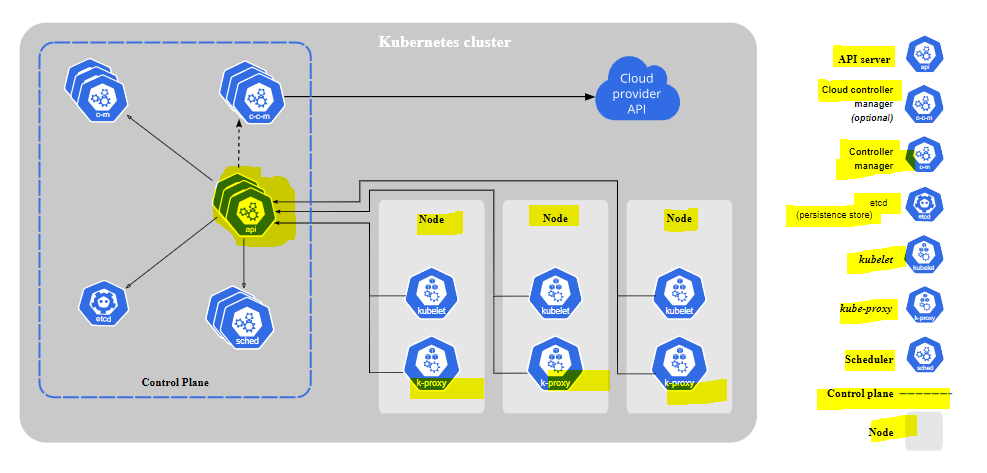 Kubernetes cluster
c-m
c-c-m
Cloud
provider
API
api
etcd
sched
Control Plane
Node
kubelet
k-proxy
Node
kubelet
k-proxy
Node
kubelet
k-proxy
API server
api
Cloud controller
manager
(optional)
c-c-m
Controller
manager
c-m
etcd
(persistence store)
etcd
kubelet
kubelet
kube-proxy
k-proxy
Scheduler
sched
Control plane
Node